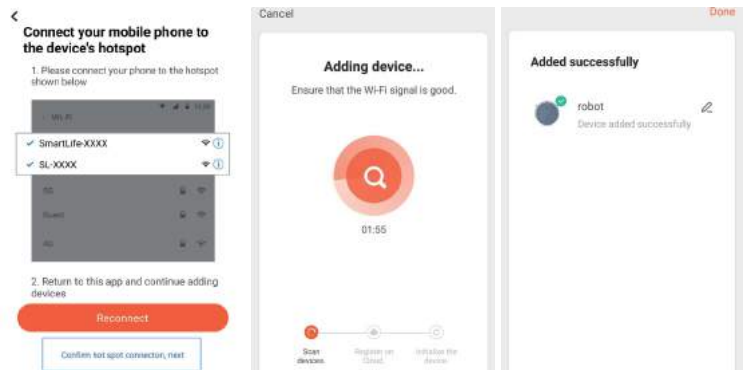 Connect your mobile phone to
the device's hotspot
1. Please connect your phone to the hotspot
shown below
SmartLife-XXXX
SL-XXXX
2. Return to this app and continue adding
devices
Reconnect
Confirm hot spot connection, next
Cancel
Adding device...
Ensure that the Wi-Fi signal is good.
01:55
Scan
devices.
Register on
Cloud.
Initialize the
device.
Done
Added successfully
robot
Device added successfully